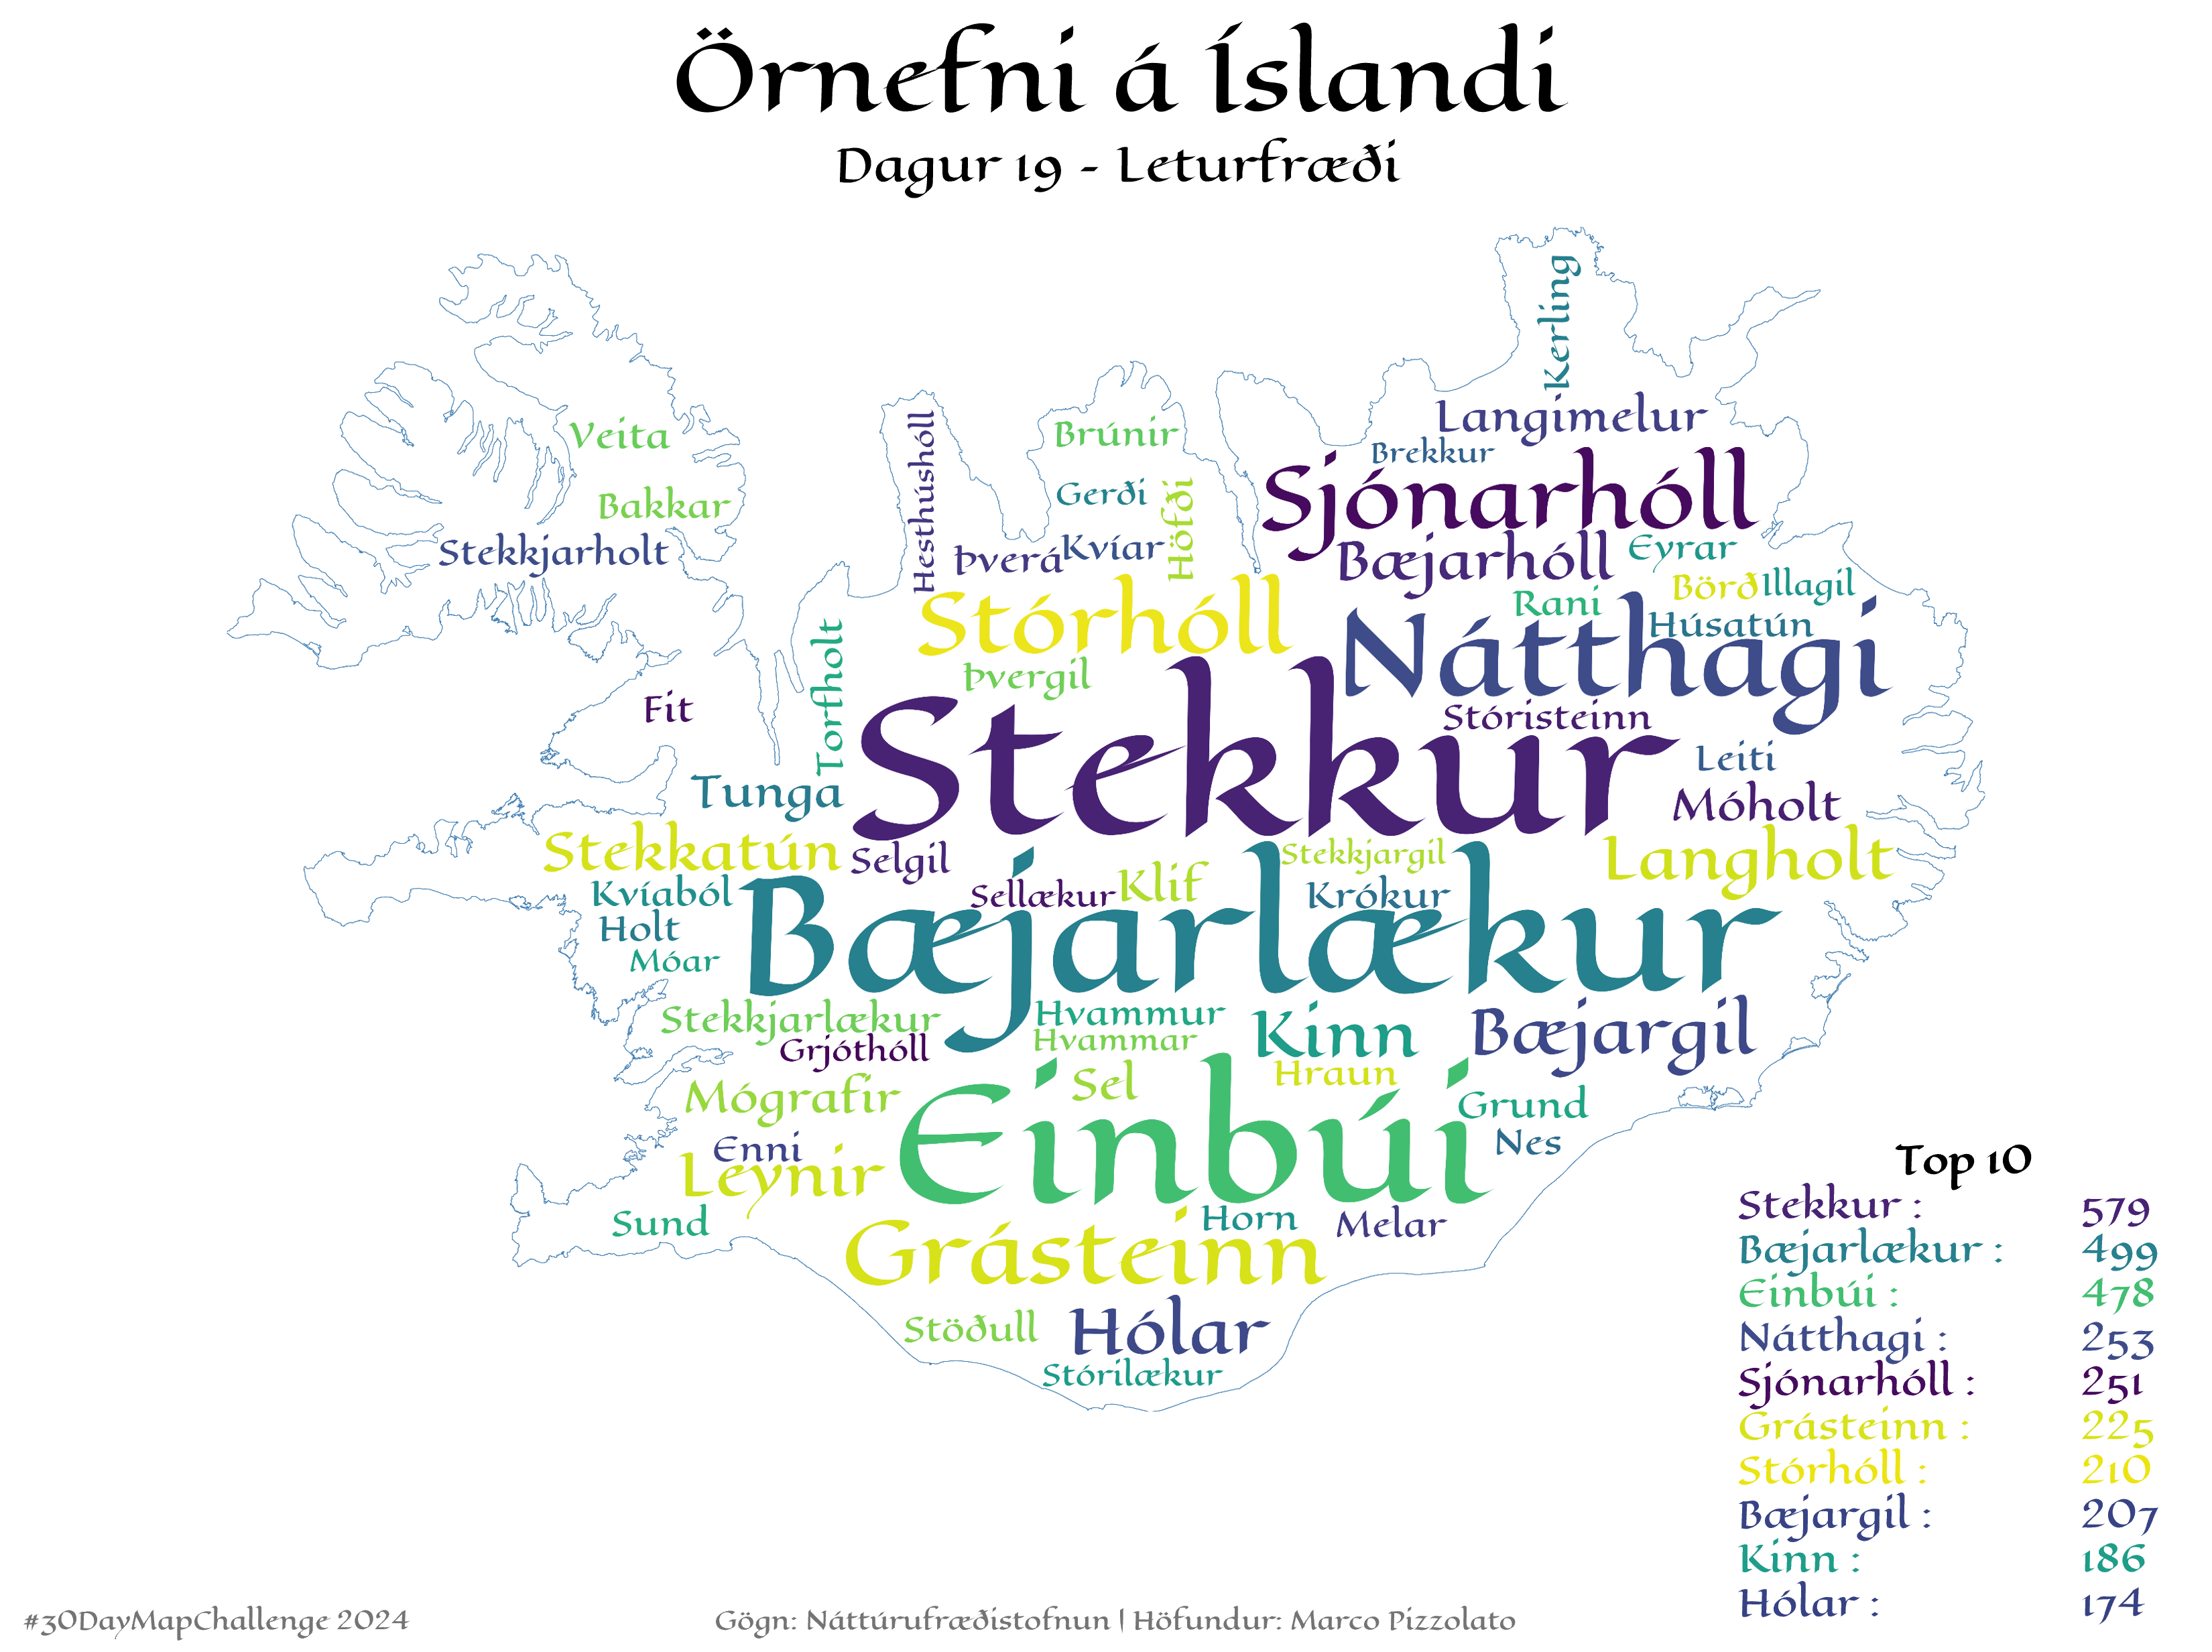 Örnefni á Íslandi
Dagur 19 - Leturfræði
Kerling
Veita
Bakkar
Stekkjarholt
Hesthúshóll
Brúnir
Gerði
Höfði
Þverá
Kvíar
Langimelur
Brekkur
Sjónarhóll
Bæjarhóll
Eyrar
Börð
Illagil
Rani
Húsatún
Stórhóll
Nátthagi
Þvergil
Torfholt
Fit
Stekkur
Stóristeinn
Leiti
Tunga
Móholt
Stekkatún
Selgil
Stekkjargil
Langholt
Kvíaból
Sellækur
Klif
Krókur
Holt
Bæjarlækur
Móar
Stekkjarlækur
Hvammur
Kinn
Bæjargil
Grjóthóll
Hvammar
Mógrafir
Sel
Hraun
Grund
Enni
Einbúi
Nes
Leynir
Sund
Horn
Melar
Grásteinn
Stöðull
Hólar
Stórilækur
Top 10
Stekkur : 579
Bæjarlækur : 499
Einbúi : 478
Nátthagi : 253
Sjónarhóll : 251
Grásteinn : 225
Stórhóll : 210
Bæjargil : 207
Kinn : 186
Hólar : 174
#30DayMapChallenge 2024
Gögn: Náttúrufræðistofnun | Höfundur: Marco Pizzolato